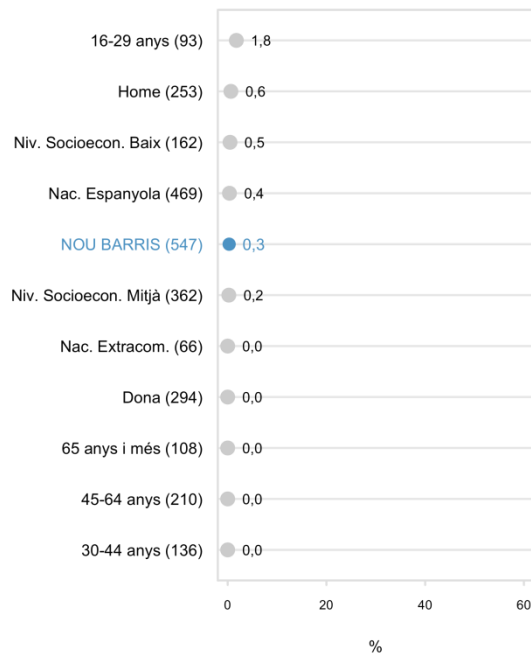 16-29 anys (93) 1,8
Home (253) 0,6
Niv. Socioecon. Baix (162) 0,5
Nac. Espanyola (469) 0,4
NOU BARRIS (547) 0,3
Niv. Socioecon. Mitjà (362) 0,2
Nac. Extracom. (66) 0,0
Dona (294) 0,0
65 anys i més (108) 0,0
45-64 anys (210) 0,0
30-44 anys (136) 0,0
0 20 40 60
%